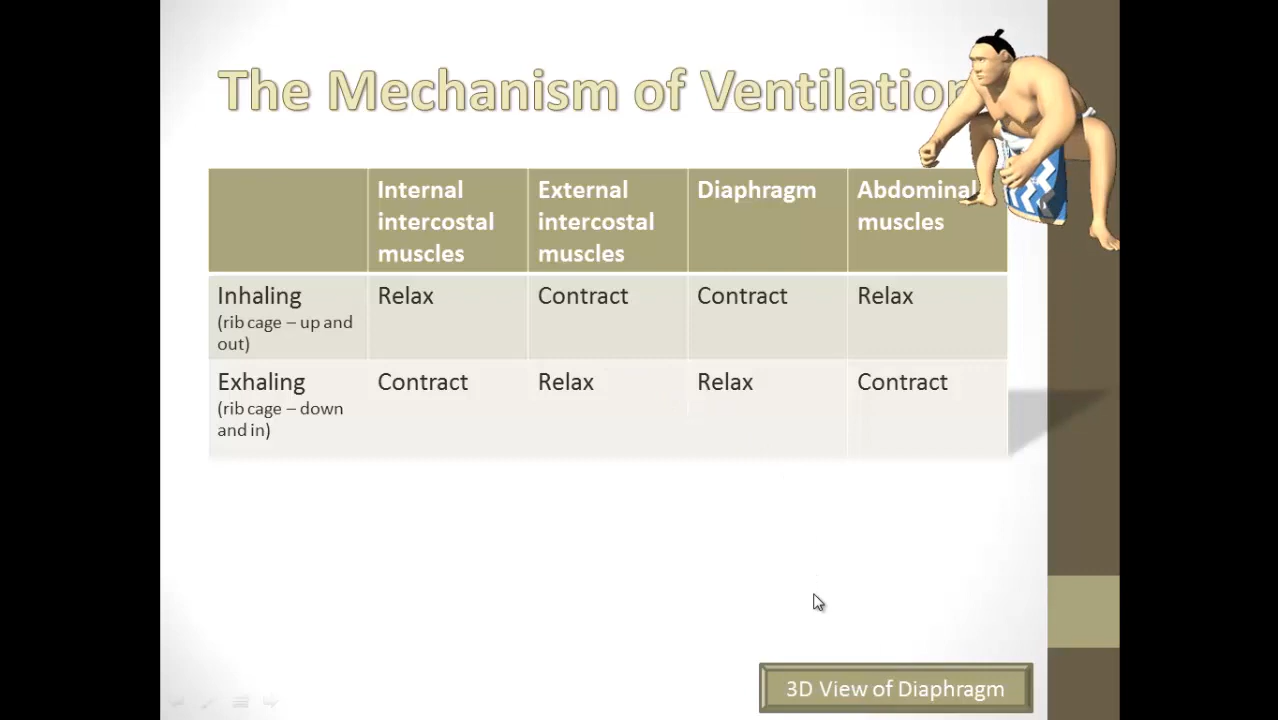 The Mechanism of Ventilation
Internal
intercostal
muscles
External
intercostal
muscles
Diaphragm
Abdominal
muscles
Inhaling
(rib cage – up and
out)
Relax
Contract
Contract
Relax
Exhaling
(rib cage – down
and in)
Contract
Relax
Relax
Contract
3D View of Diaphragm